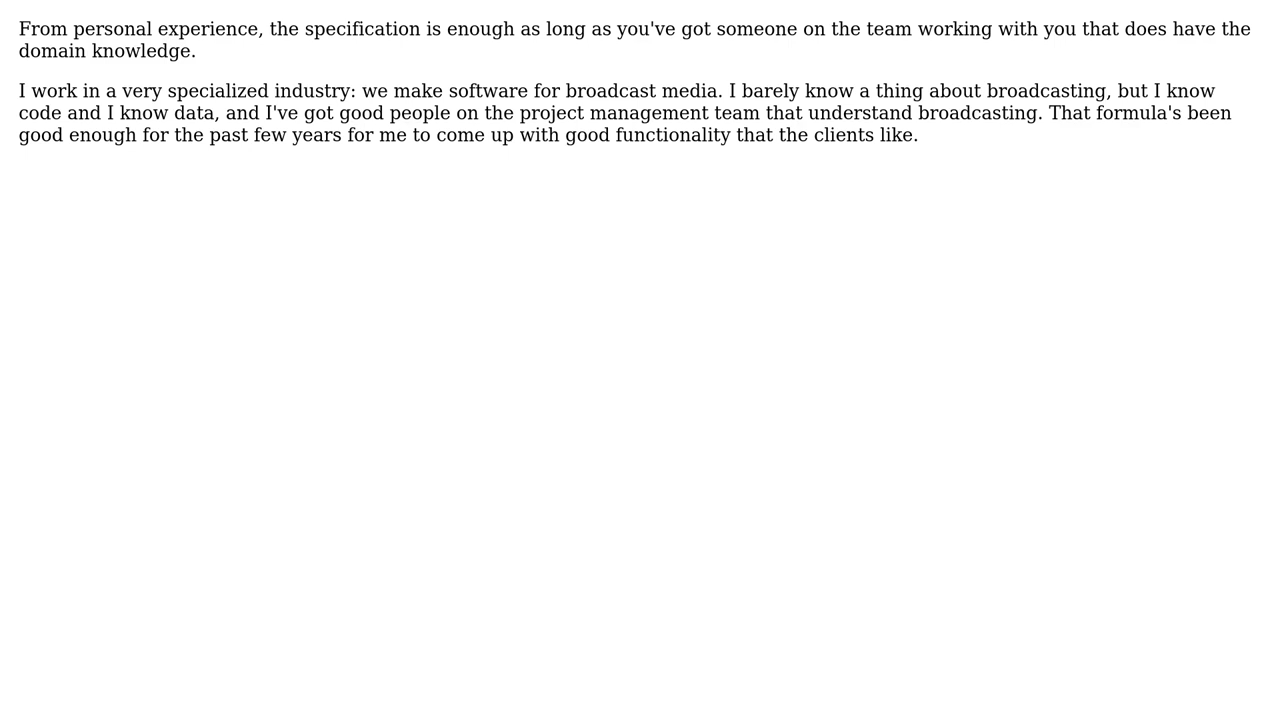 From personal experience, the specification is enough as long as you've got someone on the team working with you that does have the
domain knowledge.
I work in a very specialized industry: we make software for broadcast media. I barely know a thing about broadcasting, but I know
code and I know data, and I've got good people on the project management team that understand broadcasting. That formula's been
good enough for the past few years for me to come up with good functionality that the clients like.